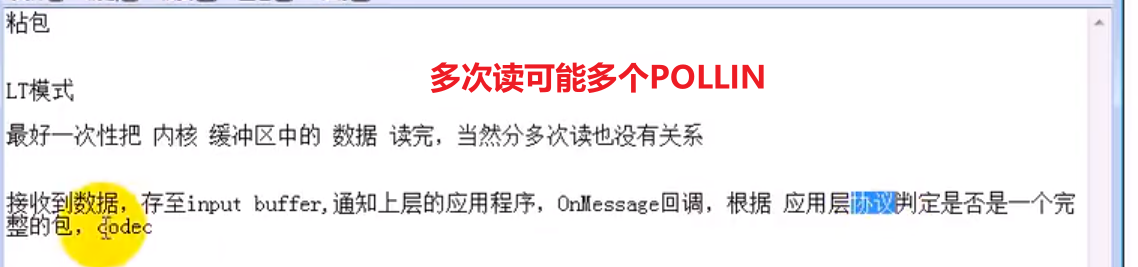 粘包
多次读可能多个POLLIN
LT模式
最好一次性把 内核 缓冲区中的 数据 读完，当然分多次读也没有关系
接收到数据，存至input buffer,通知上层的应用程序，OnMessage回调，根据 应用层协议判定是否是一个完
整的包，codec